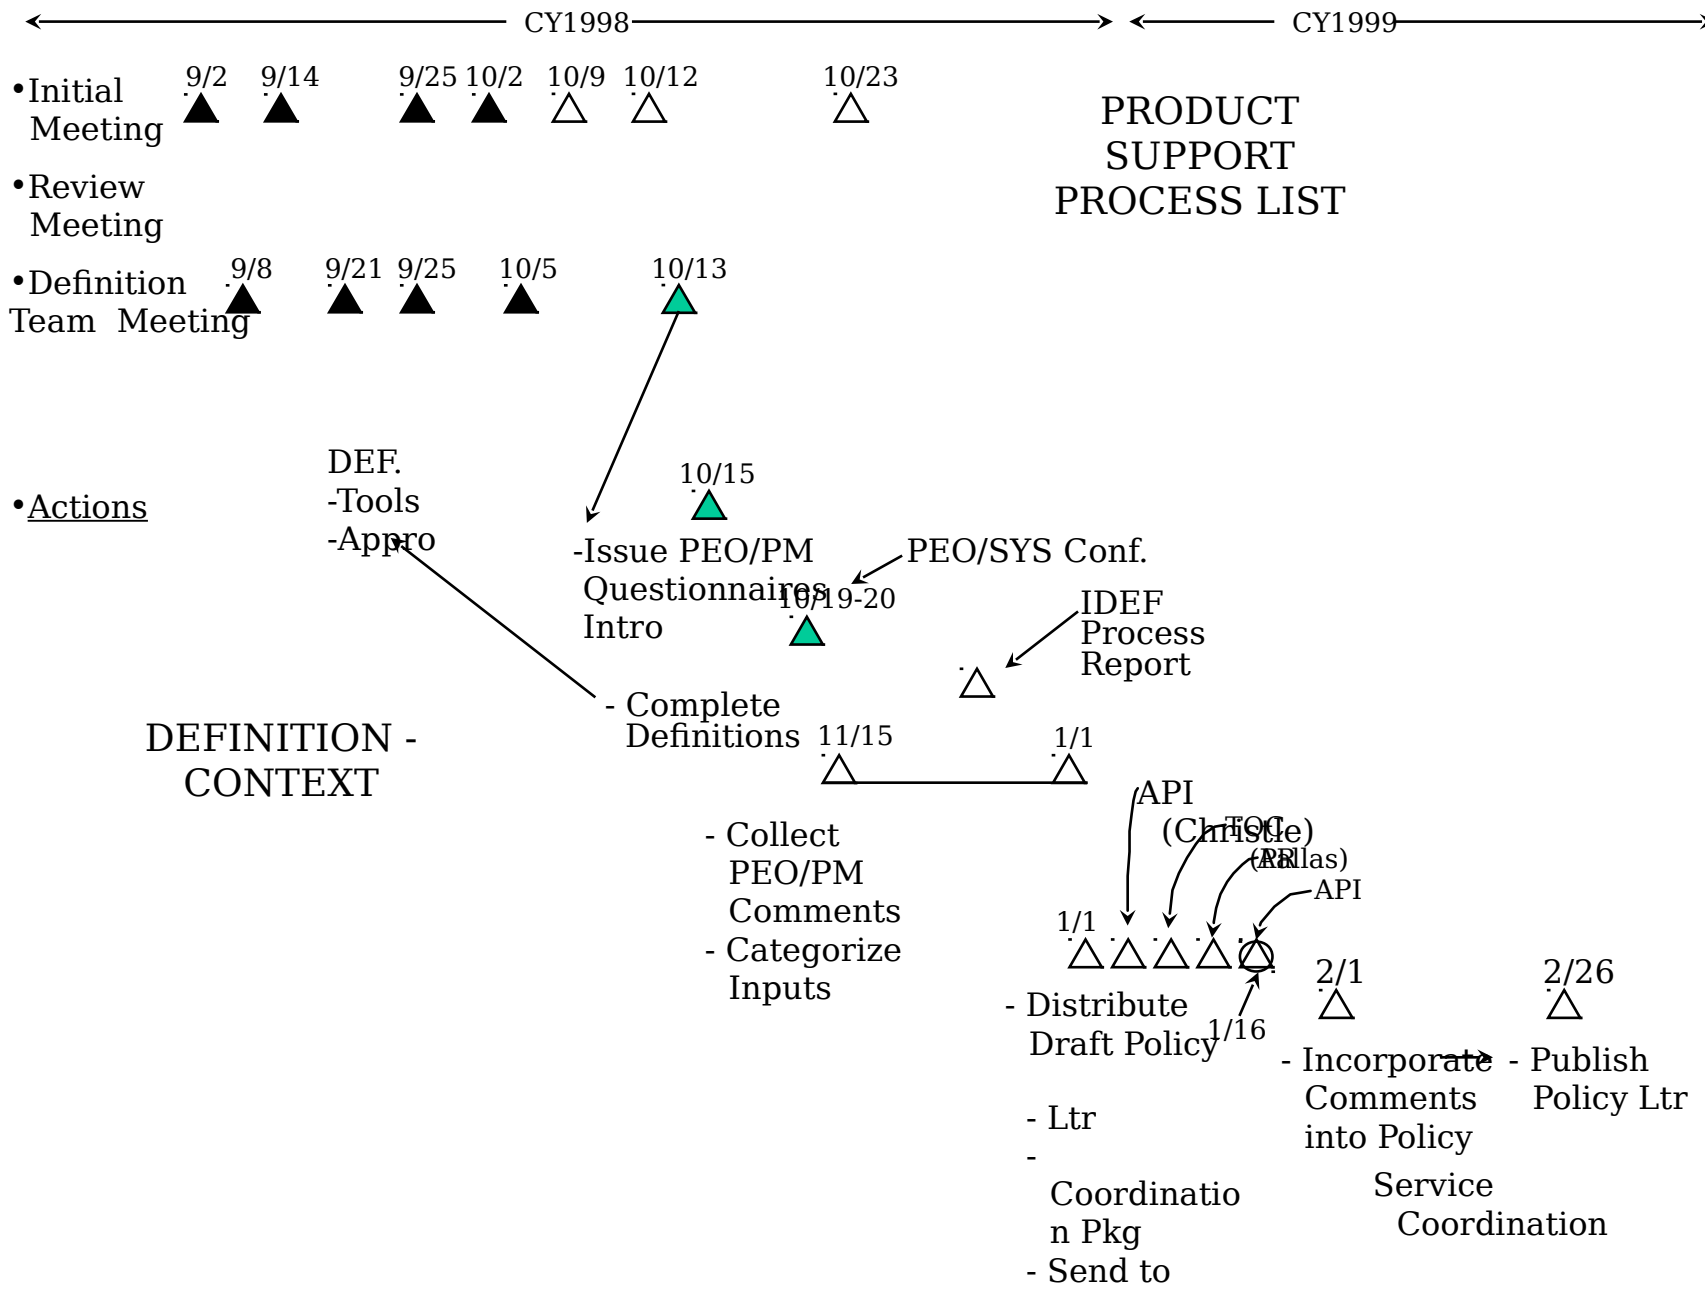 CY1998
CY1999
9/2
9/14
9/25
10/2
10/9
10/12
10/23
•Initial
Meeting
PRODUCT
SUPPORT
PROCESS LIST
•Review
Meeting
9/8
9/21
9/25
10/5
10/13
•Definition
Team Meeting
DEF.
-Tools
-Appro
10/15
•Actions
-Issue PEO/PM
Questionnaires
Intro
PEO/SYS Conf.
10/19-20
IDEF
Process
Report
- Complete
Definitions
DEFINITION -
CONTEXT
11/15
1/1
API
(Christle)
TOC
(Pallas)
API
- Collect
PEO/PM
Comments
- Categorize
Inputs
1/1
2/1
2/26
- Distribute
Draft Policy
1/16
- Incorporate
Comments
into Policy
- Publish
Policy Ltr
- Ltr
-
Coordinatio
n Pkg
- Send to
Service
Coordination